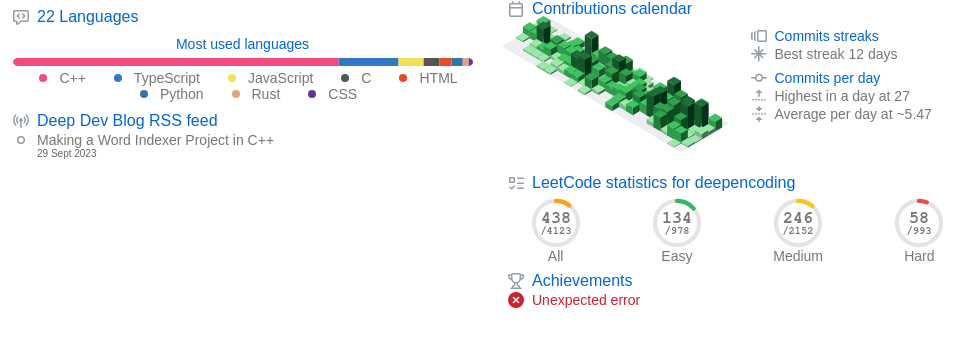 22 Languages
Most used languages
C++ TypeScript JavaScript C HTML
Python Rust CSS
Deep Dev Blog RSS feed
Making a Word Indexer Project in C++
29 Sept 2023
Contributions calendar
Commits streaks
Best streak 12 days
Commits per day
Highest in a day at 27
Average per day at ~5.47
LeetCode statistics for deepencoding
438 134 246 58
/4123 /978 /2152 /993
All Easy Medium Hard
Achievements
Unexpected error